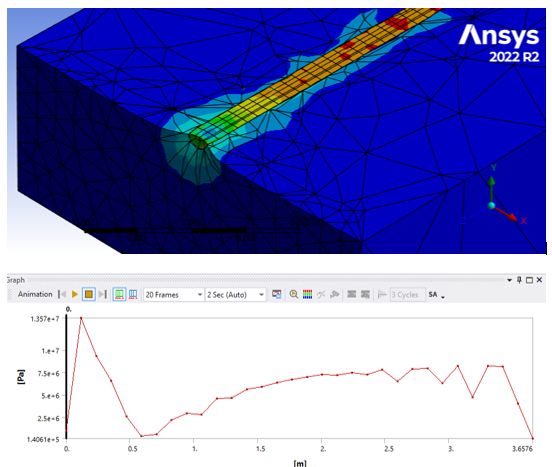 Ansys
2022 R2
Y
X
Graph
Animation 20 Frames 2 Sec (Auto) 3 Cycles SA
0.
1.357e+7
1.e+7
7.5e+6
5.e+6
2.5e+6
1.4061e+5
[Pa]
0. 0.5 1. 1.5 2. 2.5 3. 3.6576
[m]